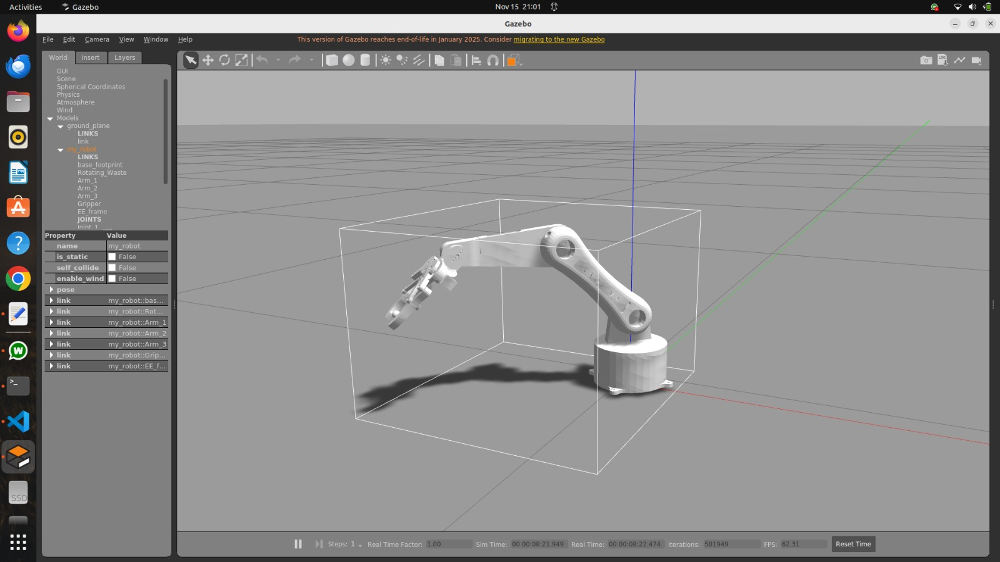 Activities
Gazebo
Nov 15 21:01
Gazebo
File Edit Camera View Window Help
This version of Gazebo reaches end-of-life in January 2025. Consider migrating to the new Gazebo
World Insert Layers
GUI
Scene
Spherical Coordinates
Physics
Atmosphere
Wind
Models
ground_plane
LINKS
link
my_robot
LINKS
base_footprint
Rotating_Waste
Arm_1
Arm_2
Arm_3
Gripper
EE_frame
JOINTS
Joint_1
Property Value
name my_robot
is_static False
self_collide False
enable_wind False
pose
link my_robot::bas...
link my_robot::Rot...
link my_robot::Arm_1
link my_robot::Arm_2
link my_robot::Arm_3
link my_robot::Grip...
link my_robot::EE_f...
LOG
SSD
Steps: 1 Real Time Factor: 1.00 Sim Time: 00 00:08:21.949 Real Time: 00 00:08:22.474 Iterations: 501949 FPS: 62.31 Reset Time